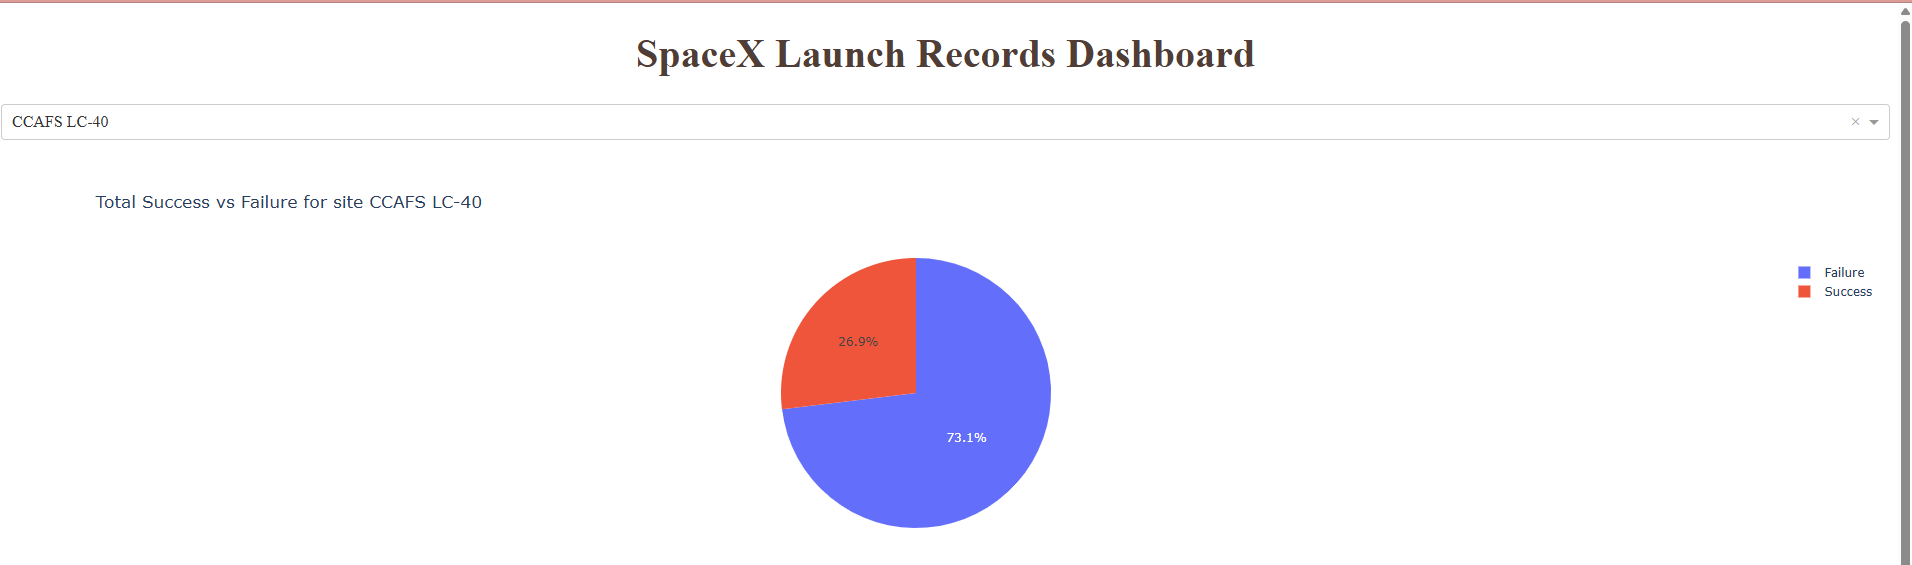 SpaceX Launch Records Dashboard
CCAFS LC-40
×
Total Success vs Failure for site CCAFS LC-40
Failure
Success
26.9%
73.1%